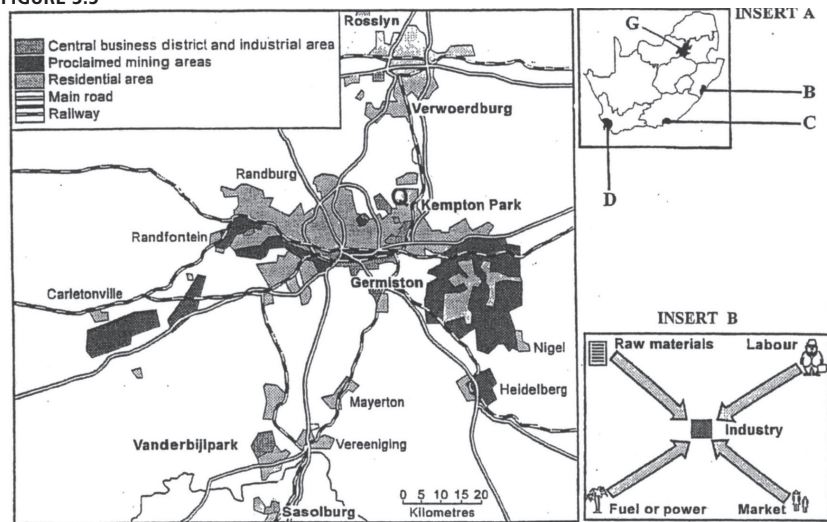 FIGURE 3.3
Central business district and industrial area
Proclaimed mining areas
Residential area
Main road
Railway
Rosslyn
Verwoerdburg
Randburg
Q
Kempton Park
Randfontein
Carletonville
Germiston
Nigel
Heidelberg
Mayerton
Vanderbijlpark
Vereeniging
Sasolburg
0 5 10 15 20
Kilometres
INSERT A
G
B
C
D
INSERT B
Raw materials
Labour
Industry
Fuel or power
Market